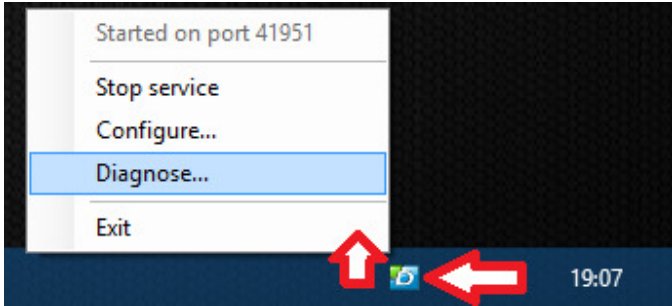 Started on port 41951
Stop service
Configure...
Diagnose...
Exit
19:07